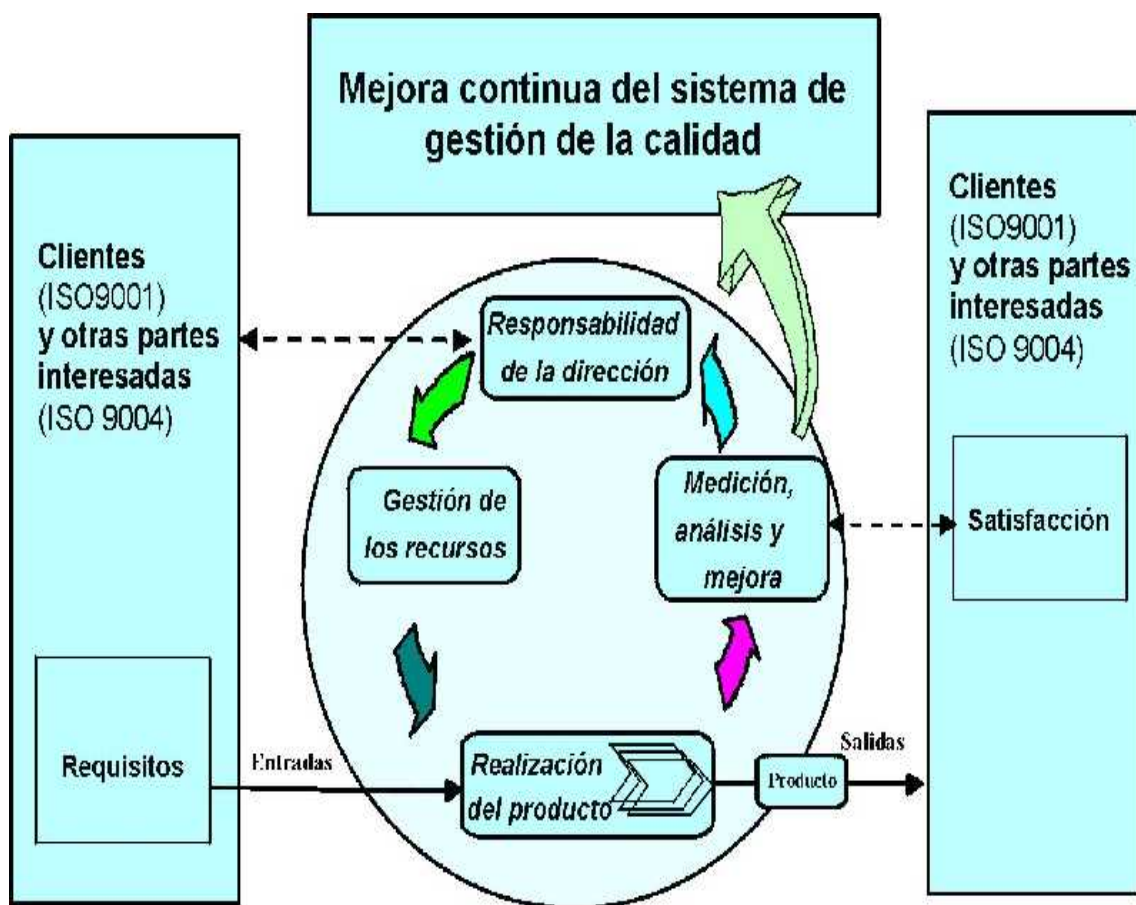 Mejora continua del sistema de
gestión de la calidad
Clientes
(ISO9001)
y otras partes
interesadas
(ISO 9004)
Requisitos
Entradas
Responsabilidad
de la dirección
Gestión de
los recursos
Medición,
análisis y
mejora
Realización
del producto
Producto
Salidas
Clientes
(ISO9001)
y otras partes
interesadas
(ISO 9004)
Satisfacción